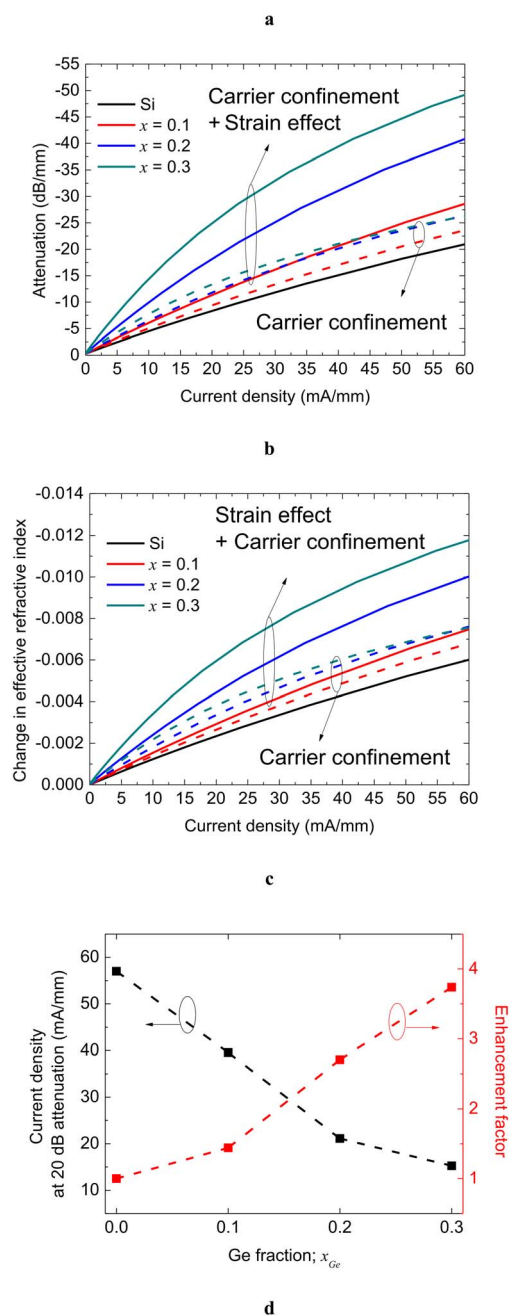 a
-55
-50
-45
-40
-35
-30
-25
-20
-15
-10
-5
0
Attenuation (dB/mm)
Si
x = 0.1
x = 0.2
x = 0.3
Carrier confinement
+ Strain effect
Carrier confinement
0 5 10 15 20 25 30 35 40 45 50 55 60
Current density (mA/mm)
b
-0.014
-0.012
-0.010
-0.008
-0.006
-0.004
-0.002
0.000
Change in effective refractive index
Si
x = 0.1
x = 0.2
x = 0.3
Strain effect
+ Carrier confinement
Carrier confinement
0 5 10 15 20 25 30 35 40 45 50 55 60
Current density (mA/mm)
c
60
50
40
30
20
10
Current density
at 20 dB attenuation (mA/mm)
4
3
2
1
Enhancement factor
0.0 0.1 0.2 0.3
Ge fraction; xGe
d